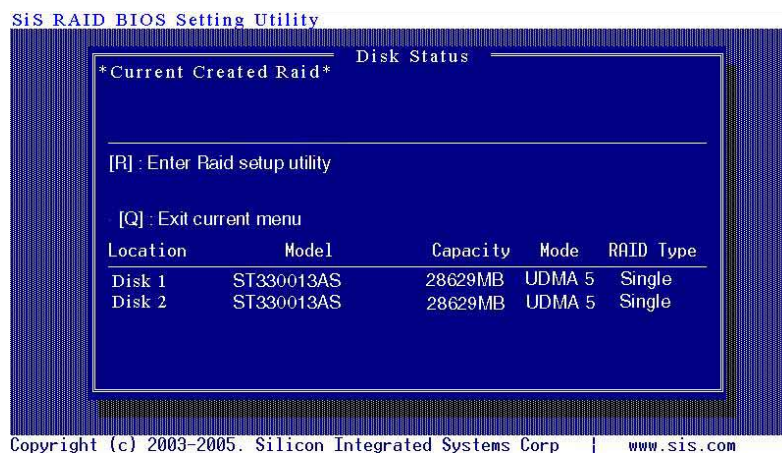 SiS RAID BIOS Setting Utility
Disk Status
*Current Created Raid*
[R] : Enter Raid setup utility
[Q] : Exit current menu
Location Model Capacity Mode RAID Type
Disk 1 ST330013AS 28629MB UDMA 5 Single
Disk 2 ST330013AS 28629MB UDMA 5 Single
Copyright (c) 2003-2005. Silicon Integrated Systems Corp | www.sis.com